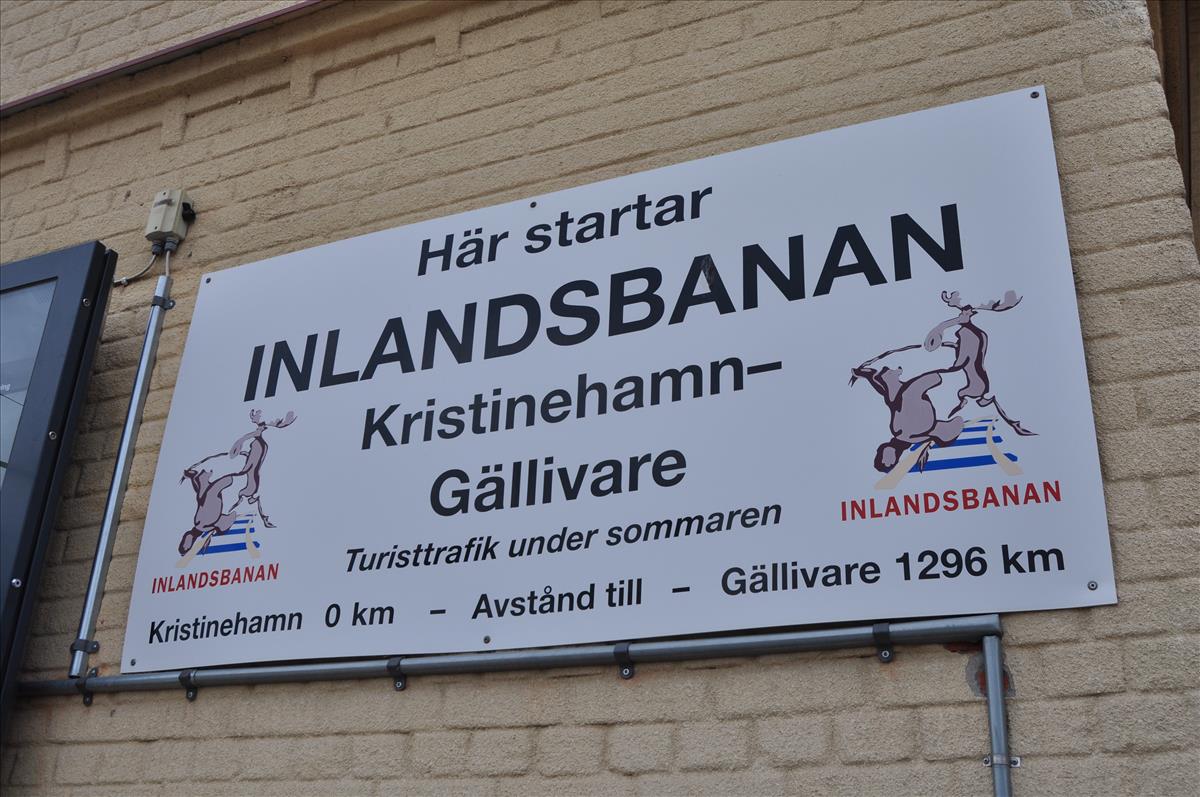 Här startar
INLANDSBANAN
Kristinehamn–
Gällivare
Turisttrafik under sommaren
INLANDSBANAN
INLANDSBANAN
Kristinehamn 0 km – Avstånd till – Gällivare 1296 km